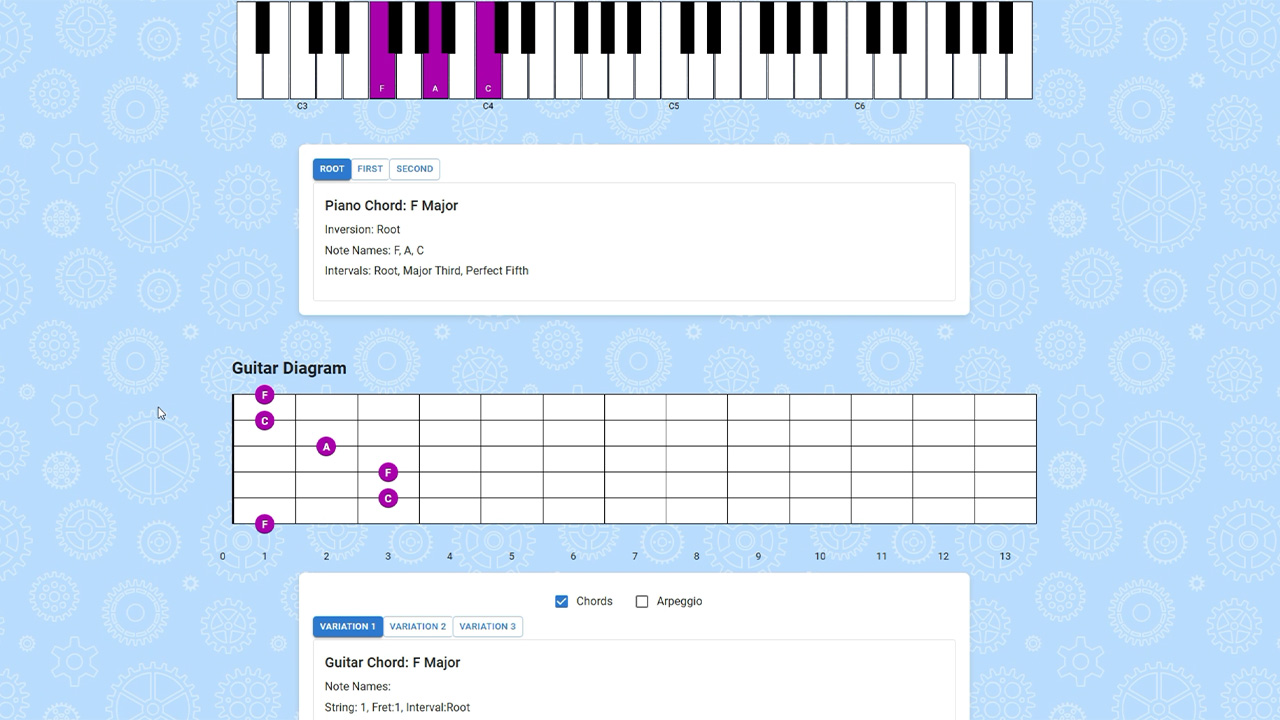 F A C
C3 C4 C5 C6
ROOT FIRST SECOND
Piano Chord: F Major
Inversion: Root
Note Names: F, A, C
Intervals: Root, Major Third, Perfect Fifth
Guitar Diagram
F
C
A
F
C
F
0 1 2 3 4 5 6 7 8 9 10 11 12 13
Chords Arpeggio
VARIATION 1 VARIATION 2 VARIATION 3
Guitar Chord: F Major
Note Names:
String: 1, Fret:1, Interval:Root